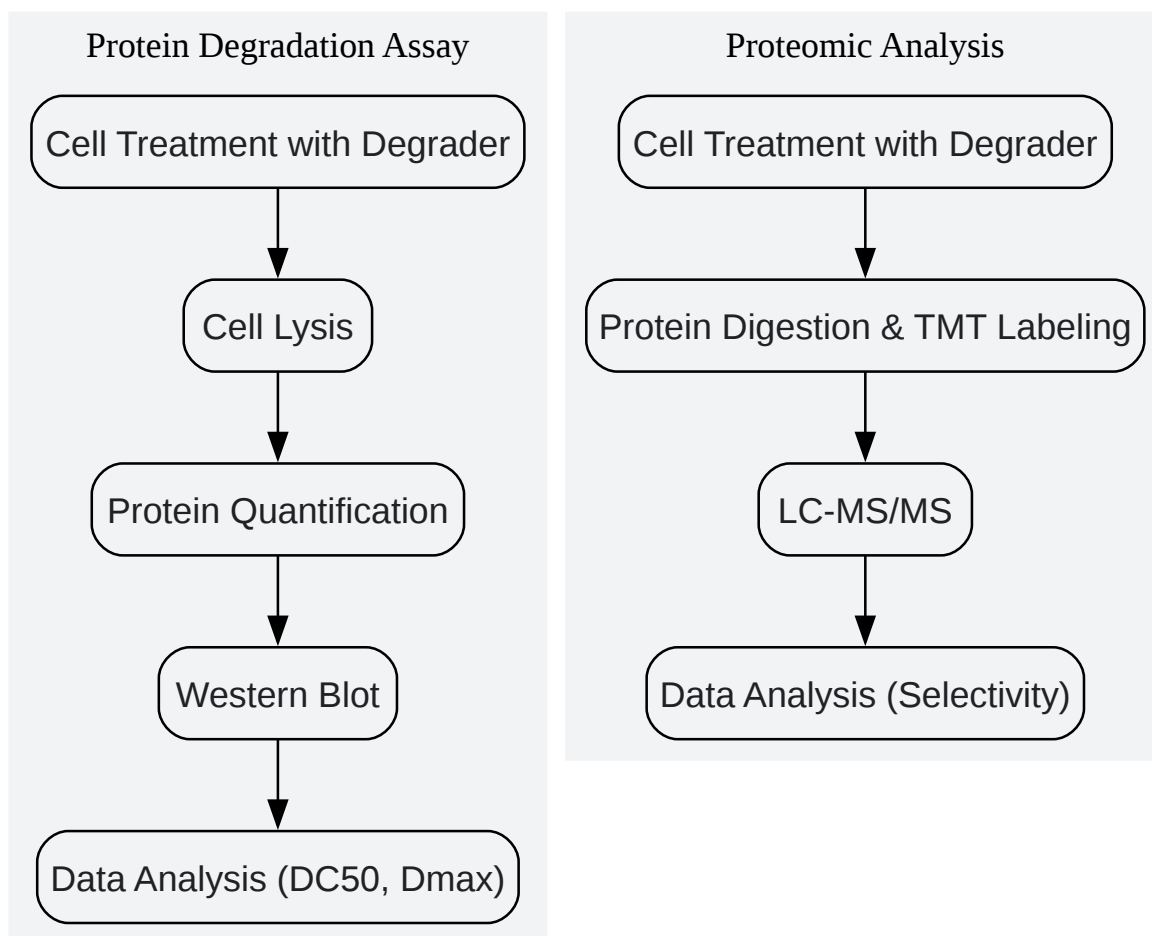 Protein Degradation Assay
Cell Treatment with Degrader
Cell Lysis
Protein Quantification
Western Blot
Data Analysis (DC50, Dmax)
Proteomic Analysis
Cell Treatment with Degrader
Protein Digestion & TMT Labeling
LC-MS/MS
Data Analysis (Selectivity)